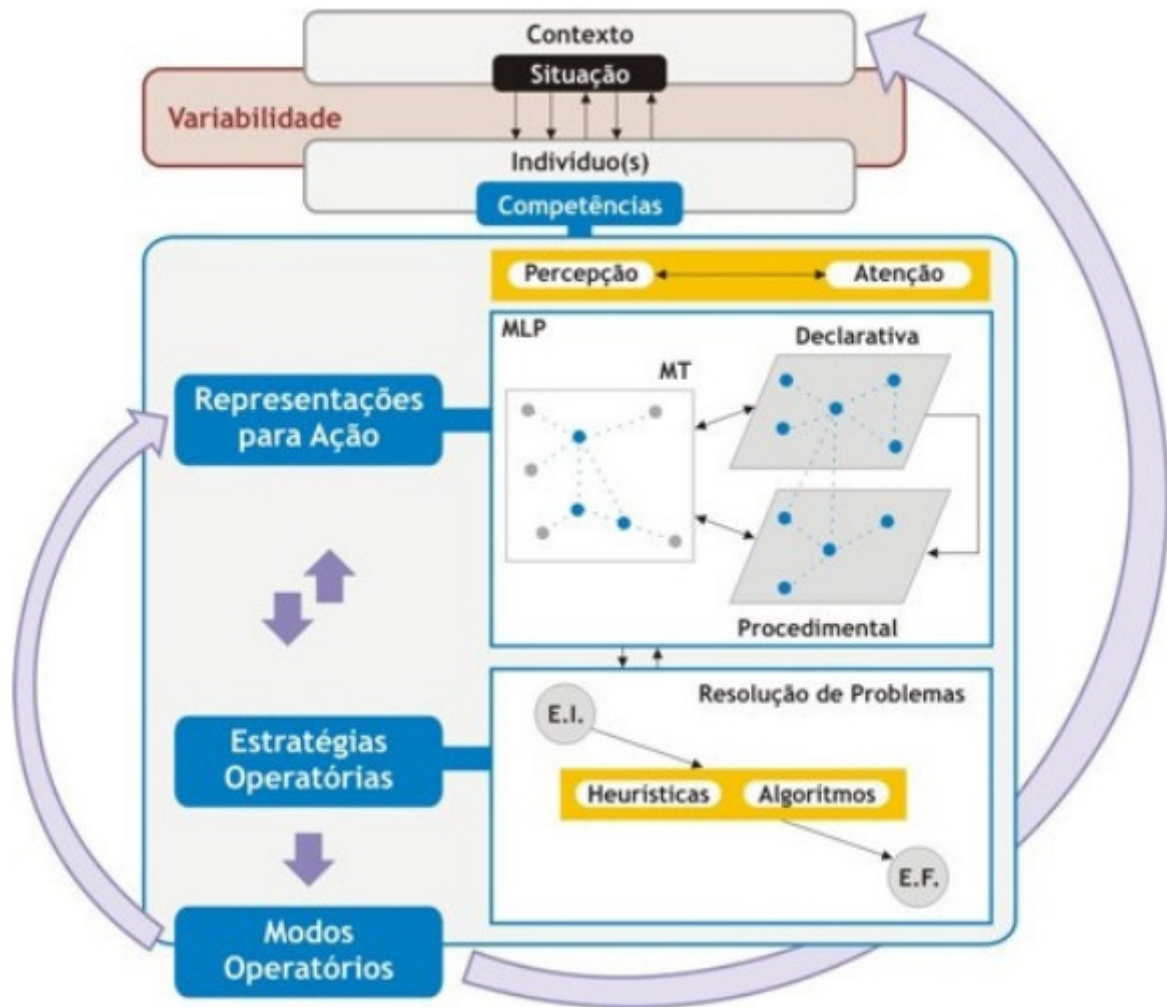 Contexto
Situação
Variabilidade
Indivíduo(s)
Competências
Percepção
Atenção
MLP
Declarativa
MT
Representações
para Ação
Procedimental
Resolução de Problemas
E.I.
Estratégias
Operatórias
Heurísticas
Algoritmos
E.F.
Modos
Operatórios